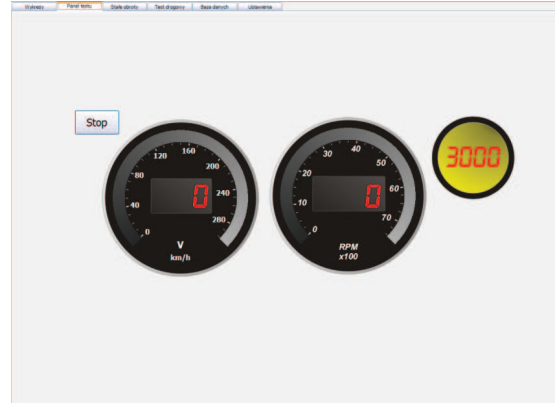 Wykresy Panel testu Stałe obroty Test drogowy Baza danych Ustawienia
Stop
0 40 80 120 160 200 240 280
0
V
km/h
0 10 20 30 40 50 60 70
0
RPM
x100
3000